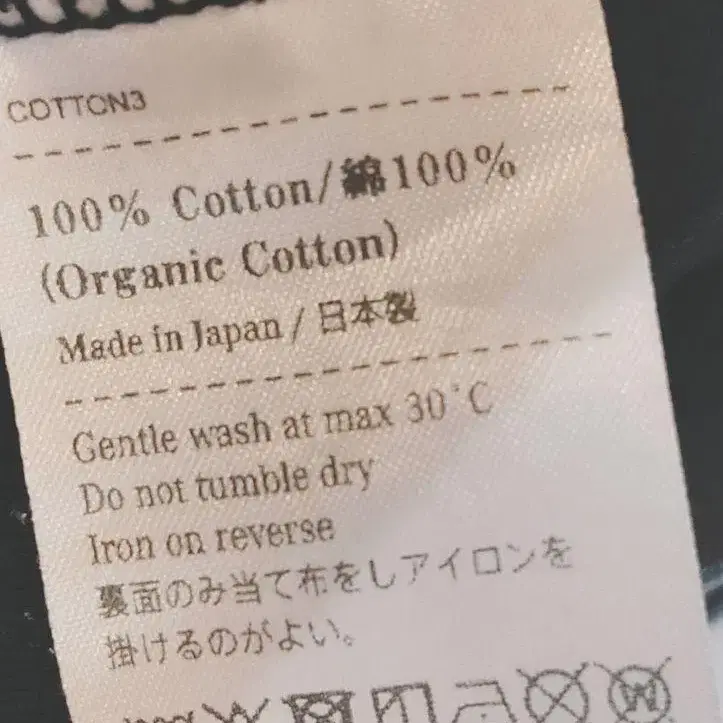 COTTON3
100% Cotton/綿100%
(Organic Cotton)
Made in Japan / 日本製
Gentle wash at max 30°C
Do not tumble dry
Iron on reverse
裏面のみ当て布をしアイロンを
掛けるのがよい。
W